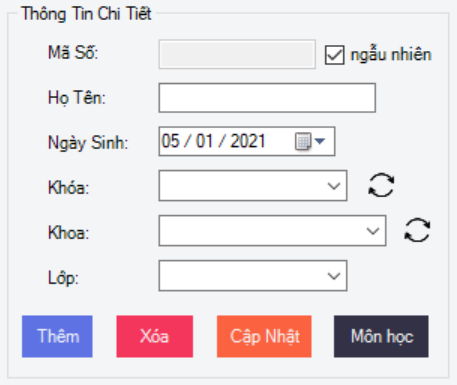 Thông Tin Chi Tiết
Mã Số: ngẫu nhiên
Họ Tên:
Ngày Sinh: 05 / 01 / 2021
Khóa:
Khoa:
Lớp:
Thêm Xóa Cập Nhật Môn học